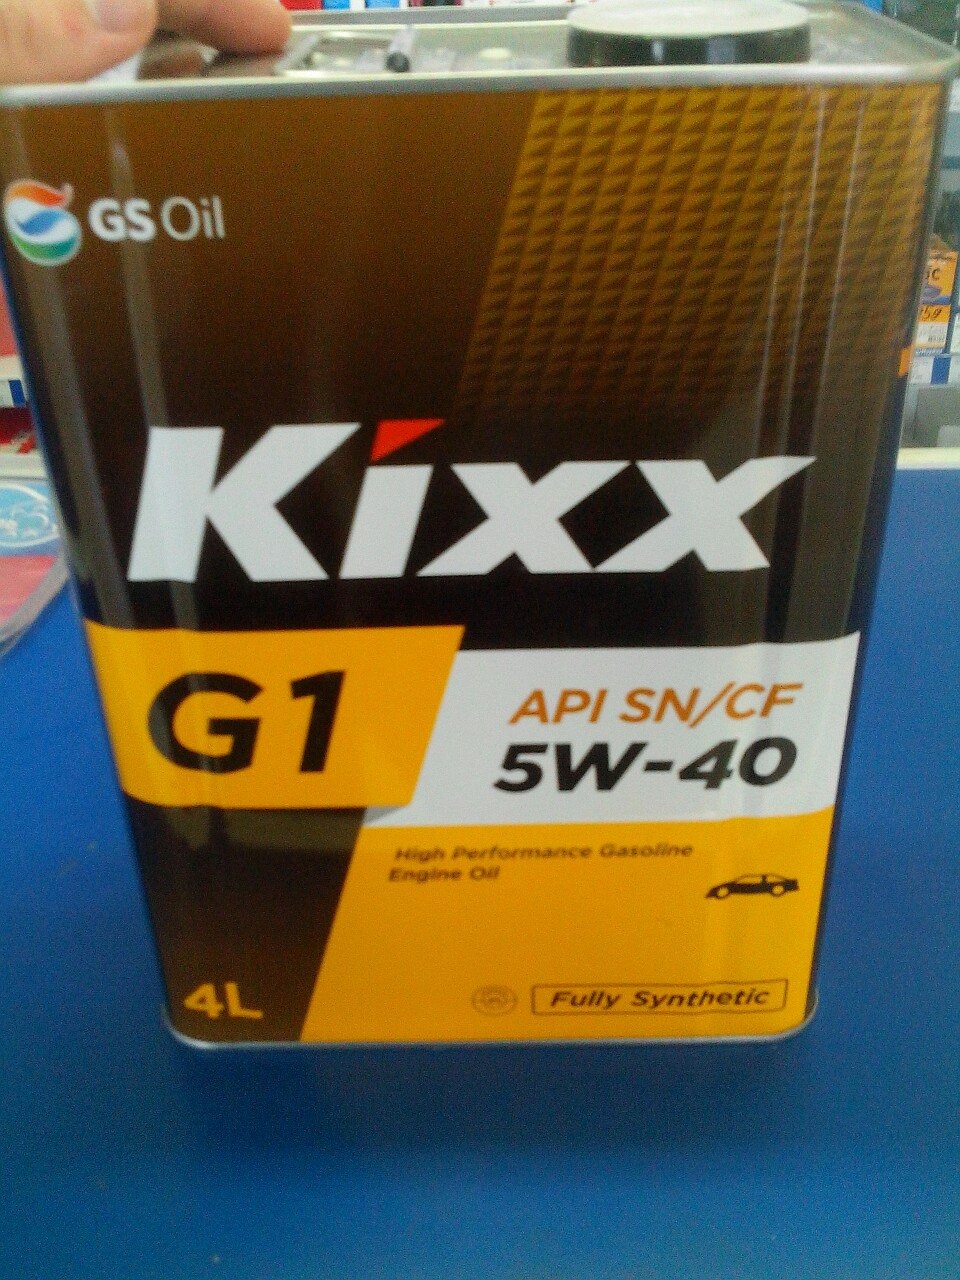 GS Oil
Kixx
G1
API SN/CF
5W-40
High Performance Gasoline
Engine Oil
4L
Fully Synthetic